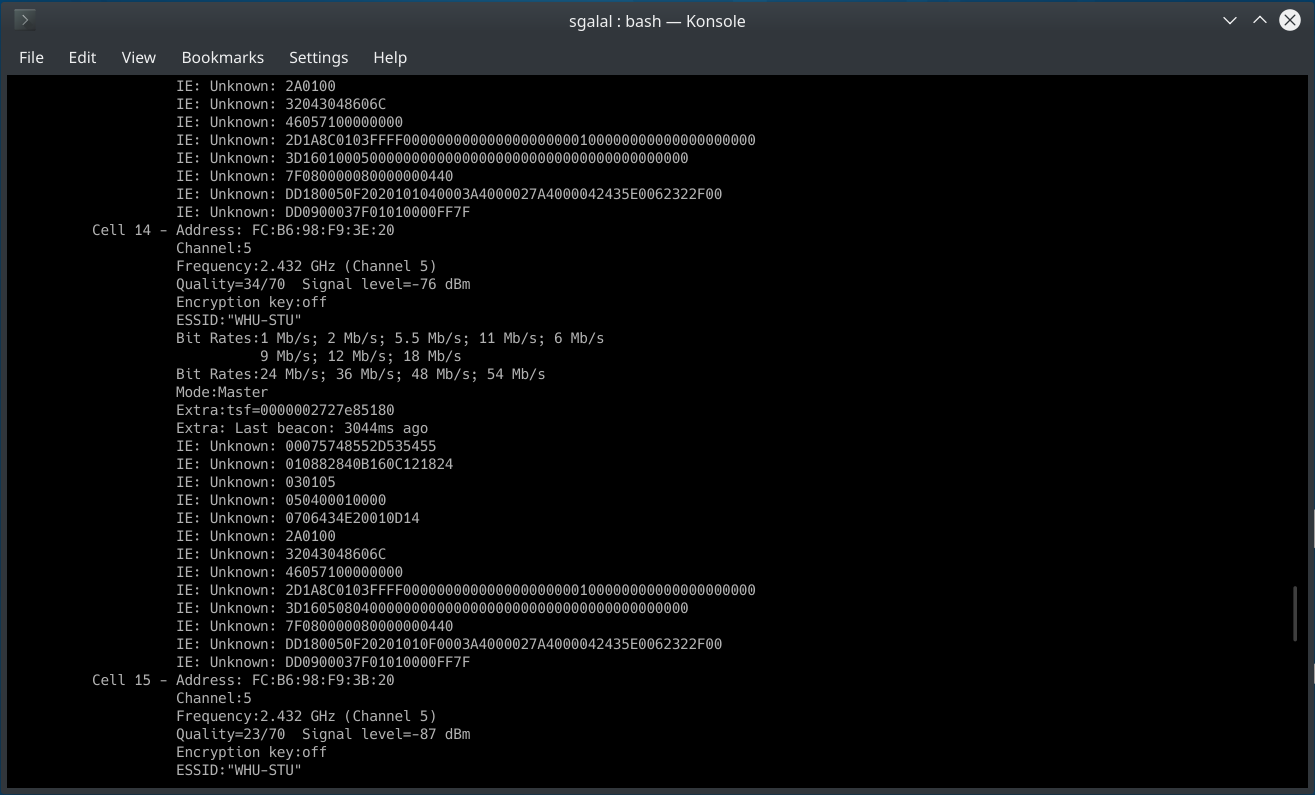 sgalal : bash — Konsole
File Edit View Bookmarks Settings Help
IE: Unknown: 2A0100
IE: Unknown: 32043048606C
IE: Unknown: 46057100000000
IE: Unknown: 2D1A8C0103FFFF0000000000000000000001000000000000000000000
IE: Unknown: 3D16010005000000000000000000000000000000000000000
IE: Unknown: 7F080000080000000440
IE: Unknown: DD180050F2020101040003A4000027A4000042435E0062322F00
IE: Unknown: DD0900037F01010000FF7F
Cell 14 - Address: FC:B6:98:F9:3E:20
Channel:5
Frequency:2.432 GHz (Channel 5)
Quality=34/70  Signal level=-76 dBm
Encryption key:off
ESSID:"WHU-STU"
Bit Rates:1 Mb/s; 2 Mb/s; 5.5 Mb/s; 11 Mb/s; 6 Mb/s
9 Mb/s; 12 Mb/s; 18 Mb/s
Bit Rates:24 Mb/s; 36 Mb/s; 48 Mb/s; 54 Mb/s
Mode:Master
Extra:tsf=0000002727e85180
Extra: Last beacon: 3044ms ago
IE: Unknown: 00075748552D535455
IE: Unknown: 010882840B160C121824
IE: Unknown: 030105
IE: Unknown: 050400010000
IE: Unknown: 0706434E20010D14
IE: Unknown: 2A0100
IE: Unknown: 32043048606C
IE: Unknown: 46057100000000
IE: Unknown: 2D1A8C0103FFFF0000000000000000000001000000000000000000000
IE: Unknown: 3D16050804000000000000000000000000000000000000000
IE: Unknown: 7F080000080000000440
IE: Unknown: DD180050F20201010F0003A4000027A4000042435E0062322F00
IE: Unknown: DD0900037F01010000FF7F
Cell 15 - Address: FC:B6:98:F9:3B:20
Channel:5
Frequency:2.432 GHz (Channel 5)
Quality=23/70  Signal level=-87 dBm
Encryption key:off
ESSID:"WHU-STU"